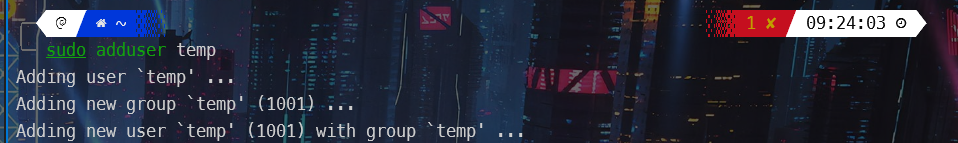 ~ 1 ✘ 09:24:03
sudo adduser temp
Adding user `temp' ...
Adding new group `temp' (1001) ...
Adding new user `temp' (1001) with group `temp' ...